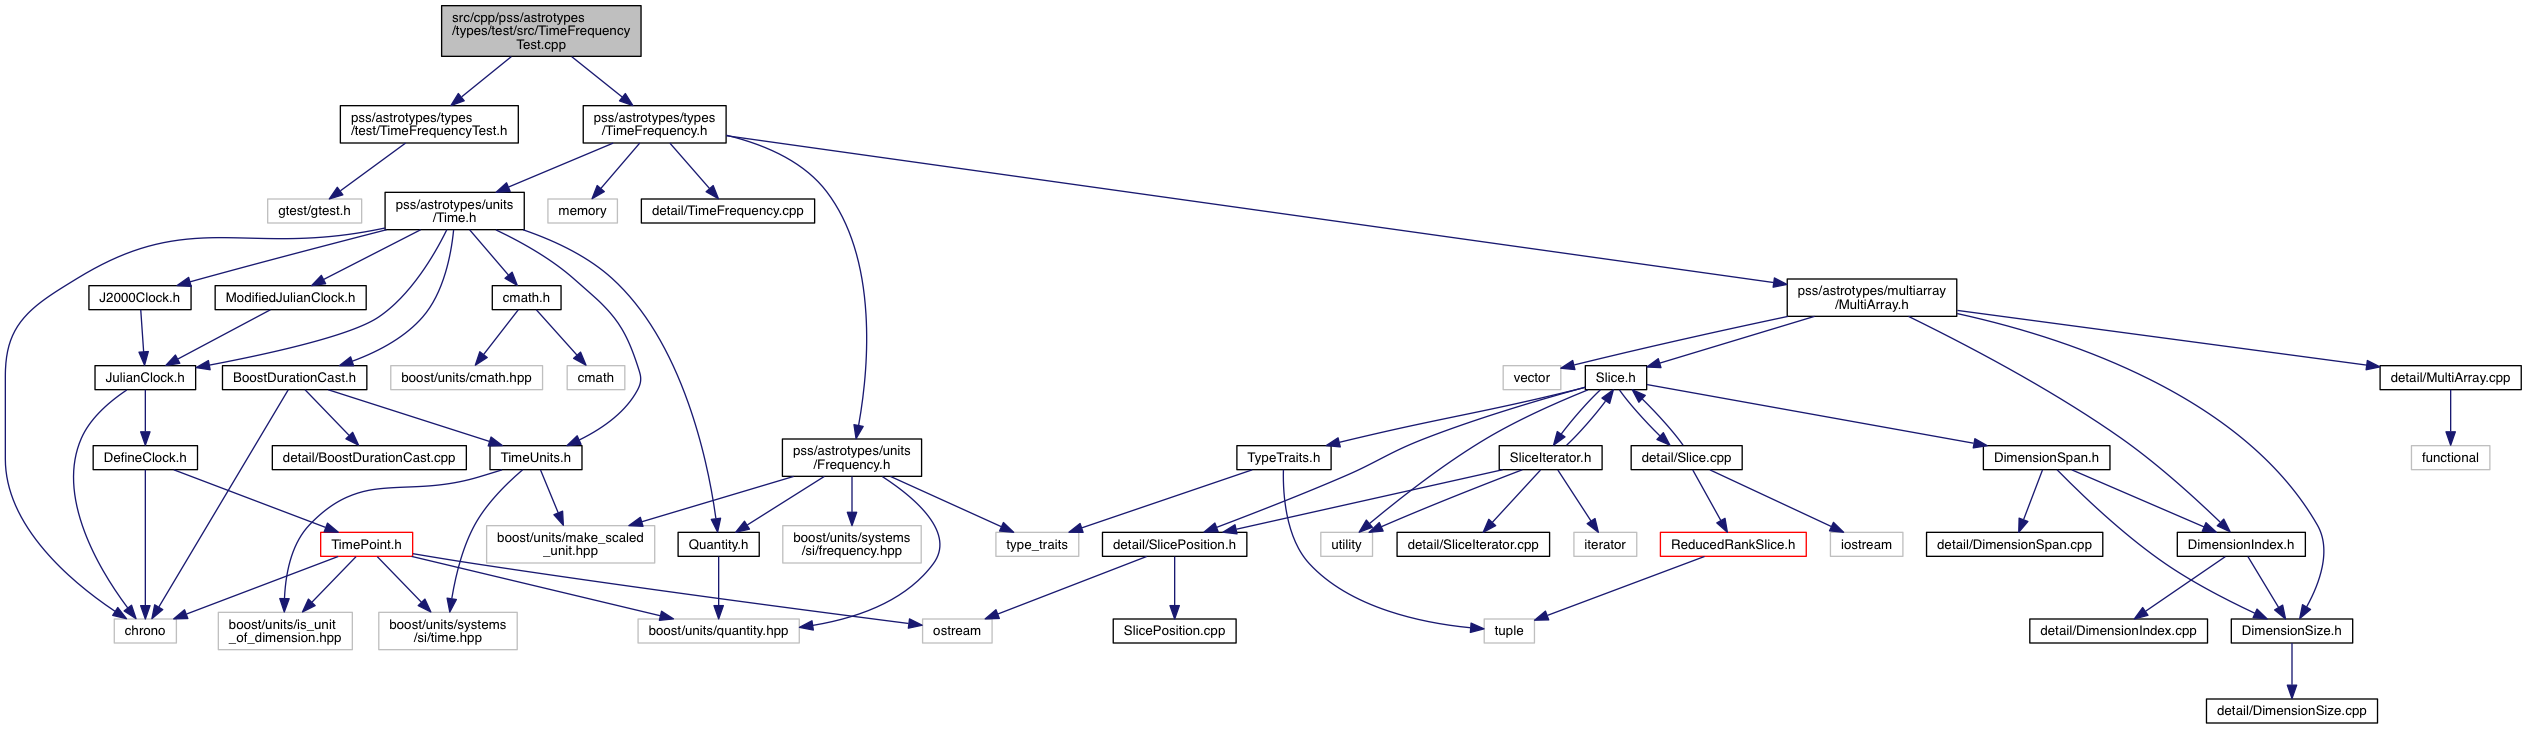 src/cpp/pss/astrotypes
/types/test/src/TimeFrequency
Test.cpp
pss/astrotypes/types
/test/TimeFrequencyTest.h
pss/astrotypes/types
/TimeFrequency.h
gtest/gtest.h
pss/astrotypes/units
/Time.h
memory
detail/TimeFrequency.cpp
J2000Clock.h
ModifiedJulianClock.h
cmath.h
pss/astrotypes/multiarray
/MultiArray.h
JulianClock.h
BoostDurationCast.h
boost/units/cmath.hpp
cmath
vector
Slice.h
detail/MultiArray.cpp
DefineClock.h
detail/BoostDurationCast.cpp
TimeUnits.h
pss/astrotypes/units
/Frequency.h
TypeTraits.h
SliceIterator.h
detail/Slice.cpp
DimensionSpan.h
functional
TimePoint.h
boost/units/make_scaled
_unit.hpp
Quantity.h
boost/units/systems
/si/frequency.hpp
type_traits
detail/SlicePosition.h
utility
detail/SliceIterator.cpp
iterator
ReducedRankSlice.h
iostream
detail/DimensionSpan.cpp
DimensionIndex.h
chrono
boost/units/is_unit
_of_dimension.hpp
boost/units/systems
/si/time.hpp
boost/units/quantity.hpp
ostream
SlicePosition.cpp
tuple
detail/DimensionIndex.cpp
DimensionSize.h
detail/DimensionSize.cpp